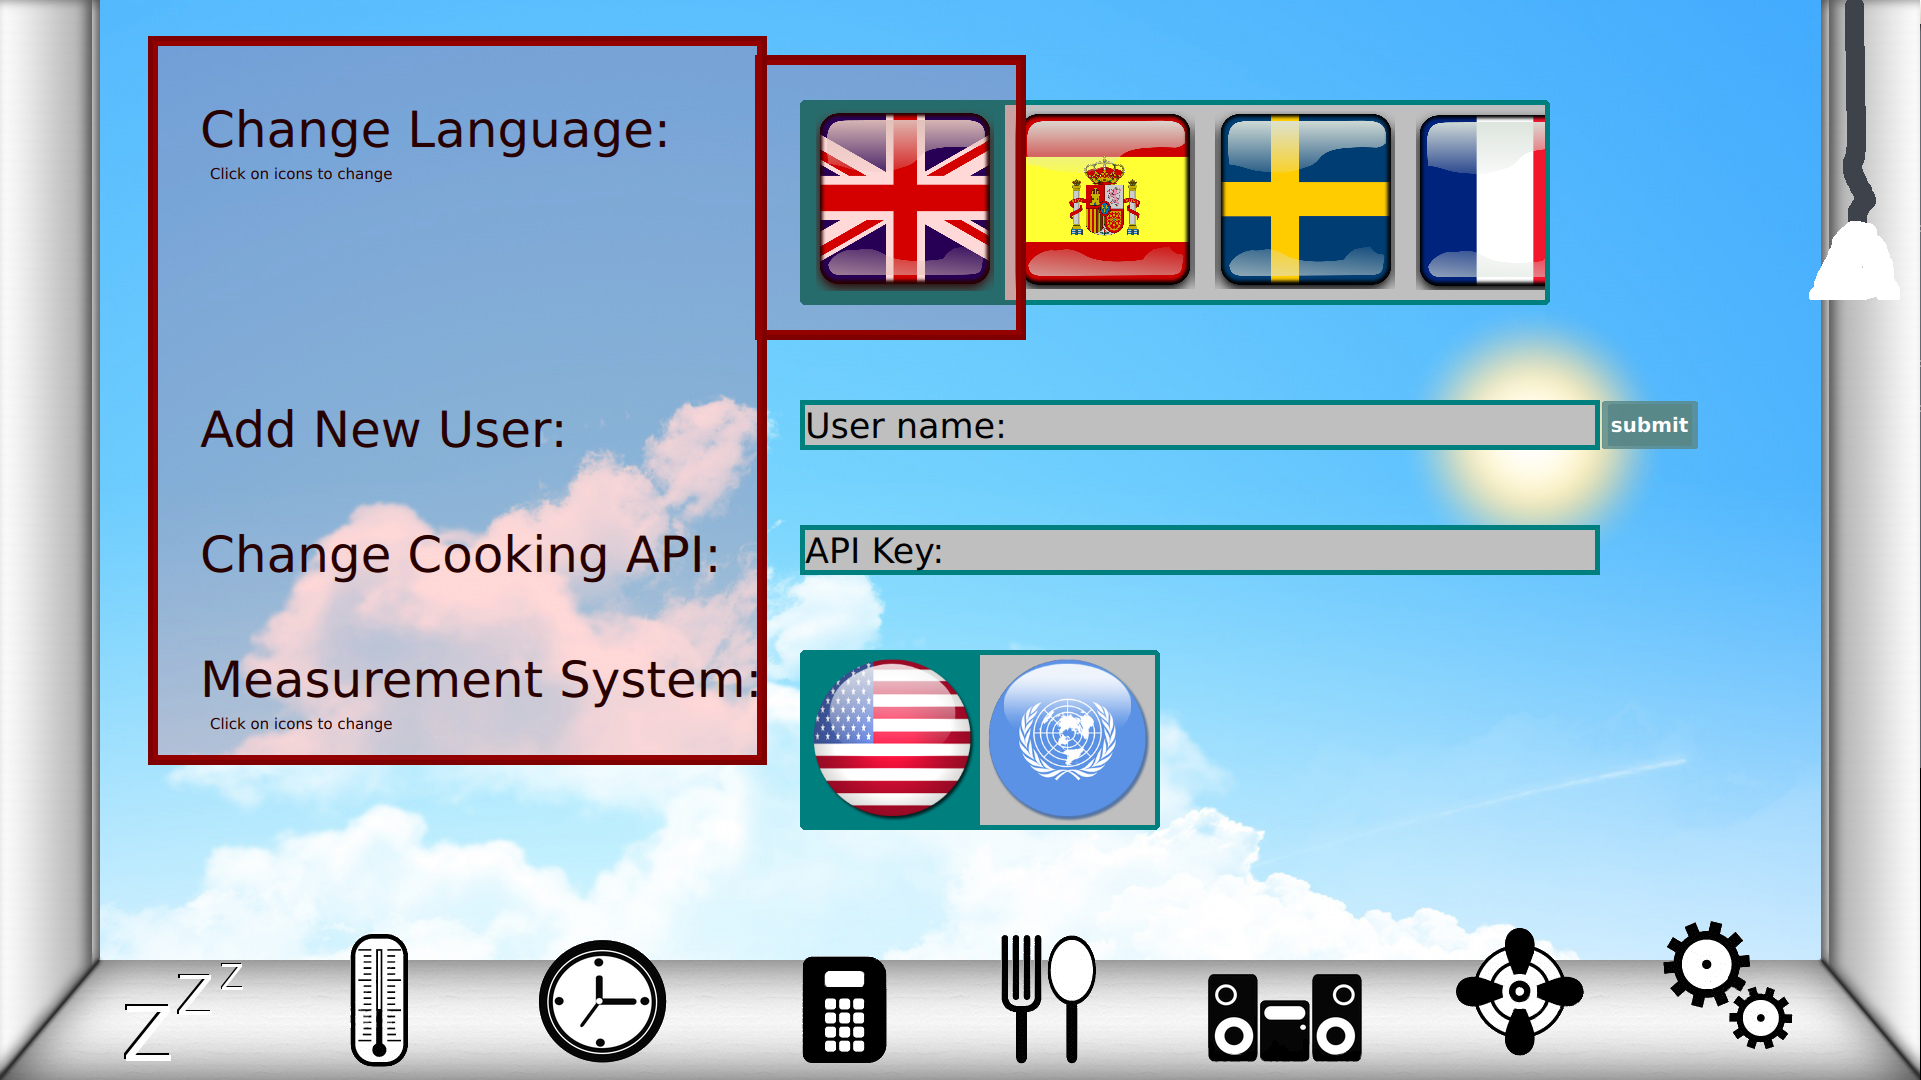 Change Language:
Click on icons to change
Add New User:
User name:
submit
Change Cooking API:
API Key:
Measurement System:
Click on icons to change
Z Z Z